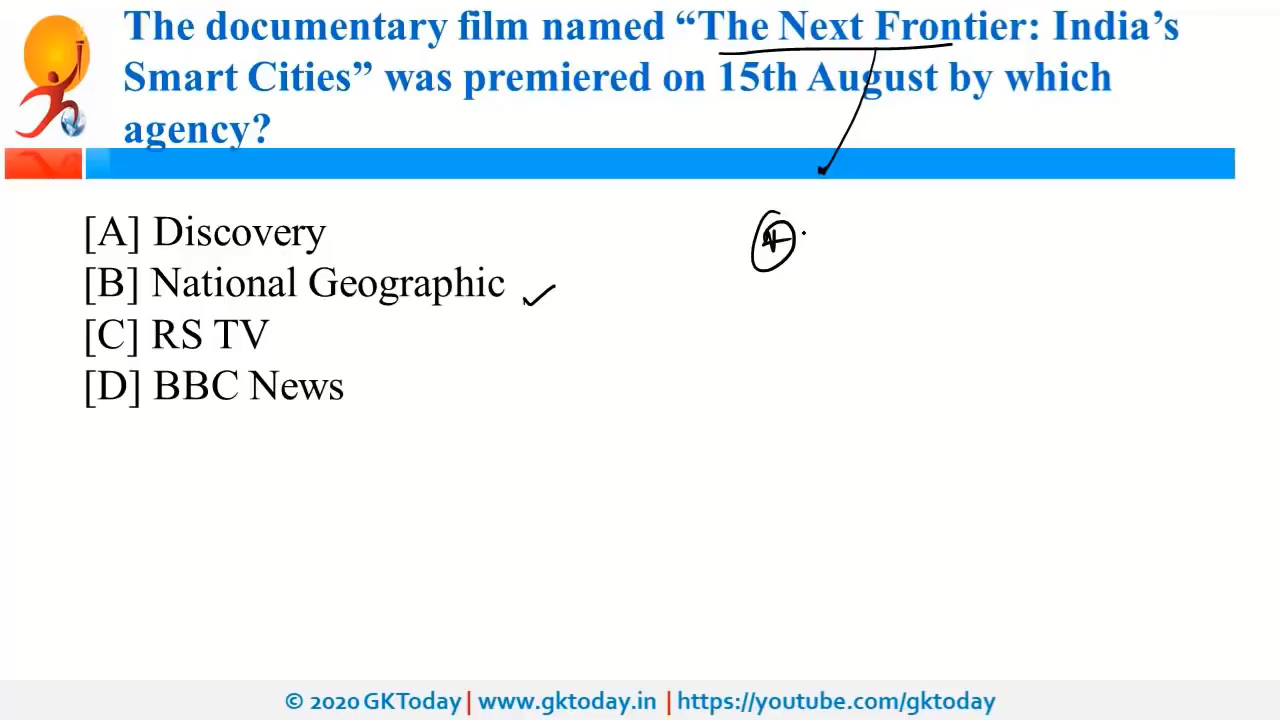 The documentary film named “The Next Frontier: India’s
Smart Cities” was premiered on 15th August by which
agency?
[A] Discovery
[B] National Geographic
[C] RS TV
[D] BBC News
© 2020 GKToday | www.gktoday.in | https://youtube.com/gktoday